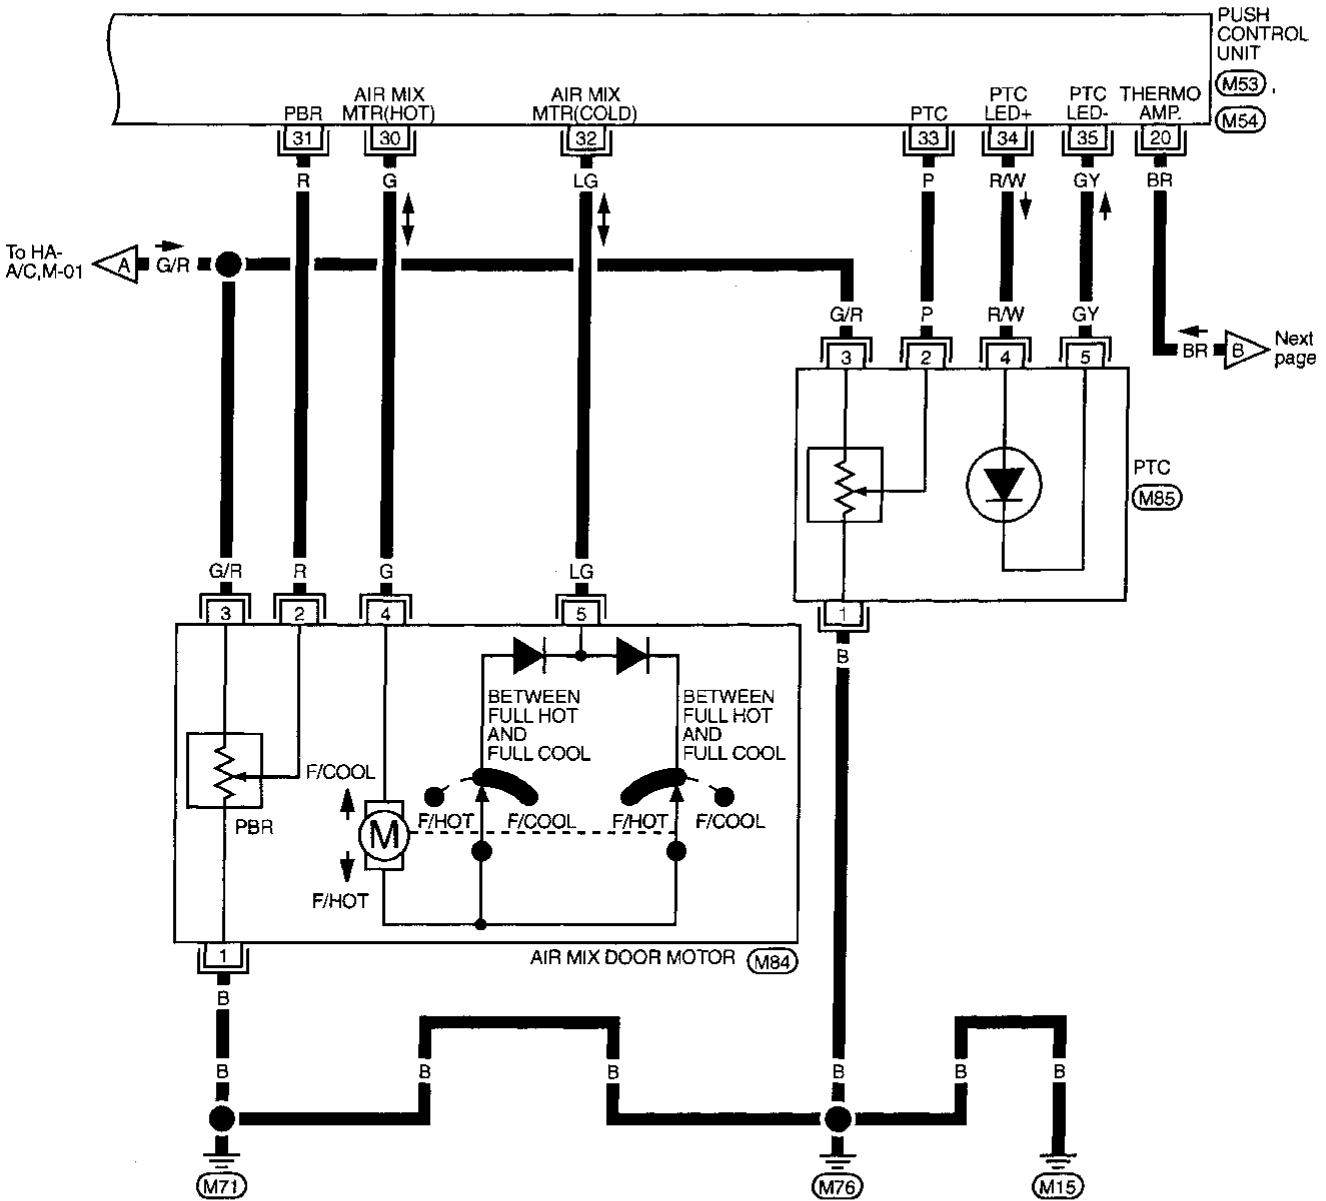 PUSH
CONTROL
UNIT
M53 ,
M54
PBR
AIR MIX
MTR(HOT)
AIR MIX
MTR(COLD)
PTC
PTC
LED+
PTC
LED-
THERMO
AMP.
31 30 32 33 34 35 20
R G LG P R/W GY BR
To HA-
A/C,M-01
A G/R
G/R P R/W GY
BR B
Next
page
3 2 4 5
PTC
M85
1
B
G/R R G LG
3 2 4 5
BETWEEN
FULL HOT
AND
FULL COOL
BETWEEN
FULL HOT
AND
FULL COOL
F/COOL
PBR
M
F/HOT
F/HOT F/COOL F/HOT F/COOL
1
AIR MIX DOOR MOTOR M84
B
B B B B B B
M71 M76 M15